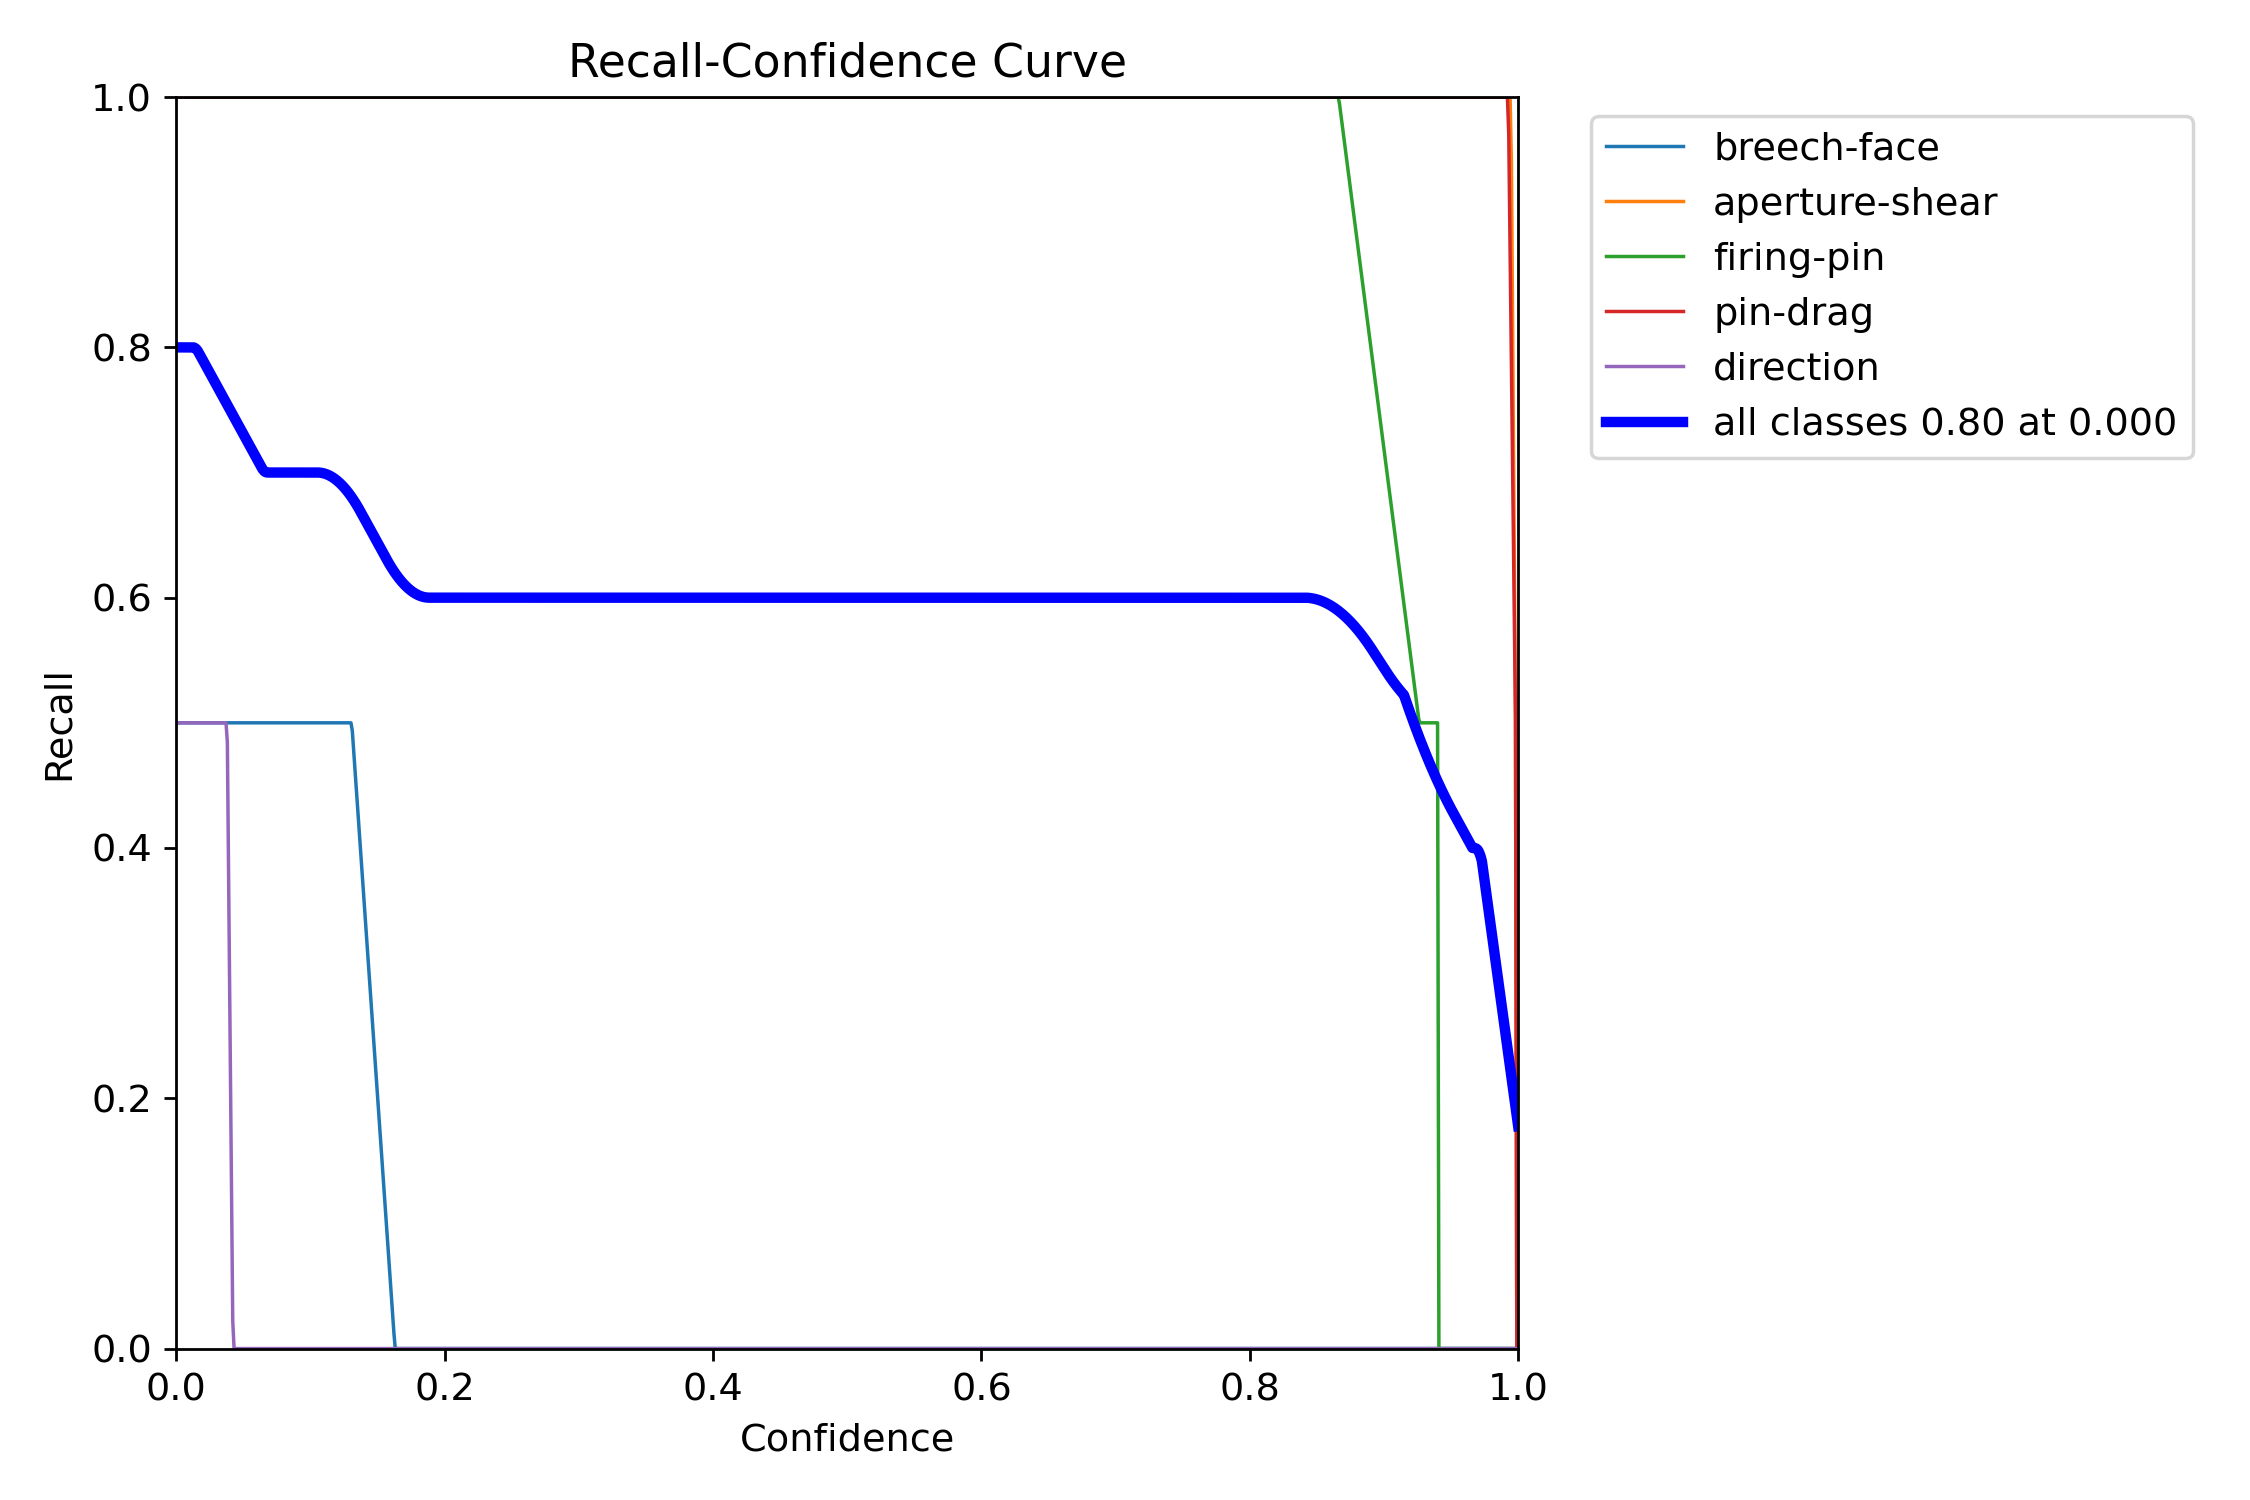 Recall-Confidence Curve
1.0
0.8
0.6
0.4
0.2
0.0
Recall
0.0 0.2 0.4 0.6 0.8 1.0
Confidence
breech-face
aperture-shear
firing-pin
pin-drag
direction
all classes 0.80 at 0.000